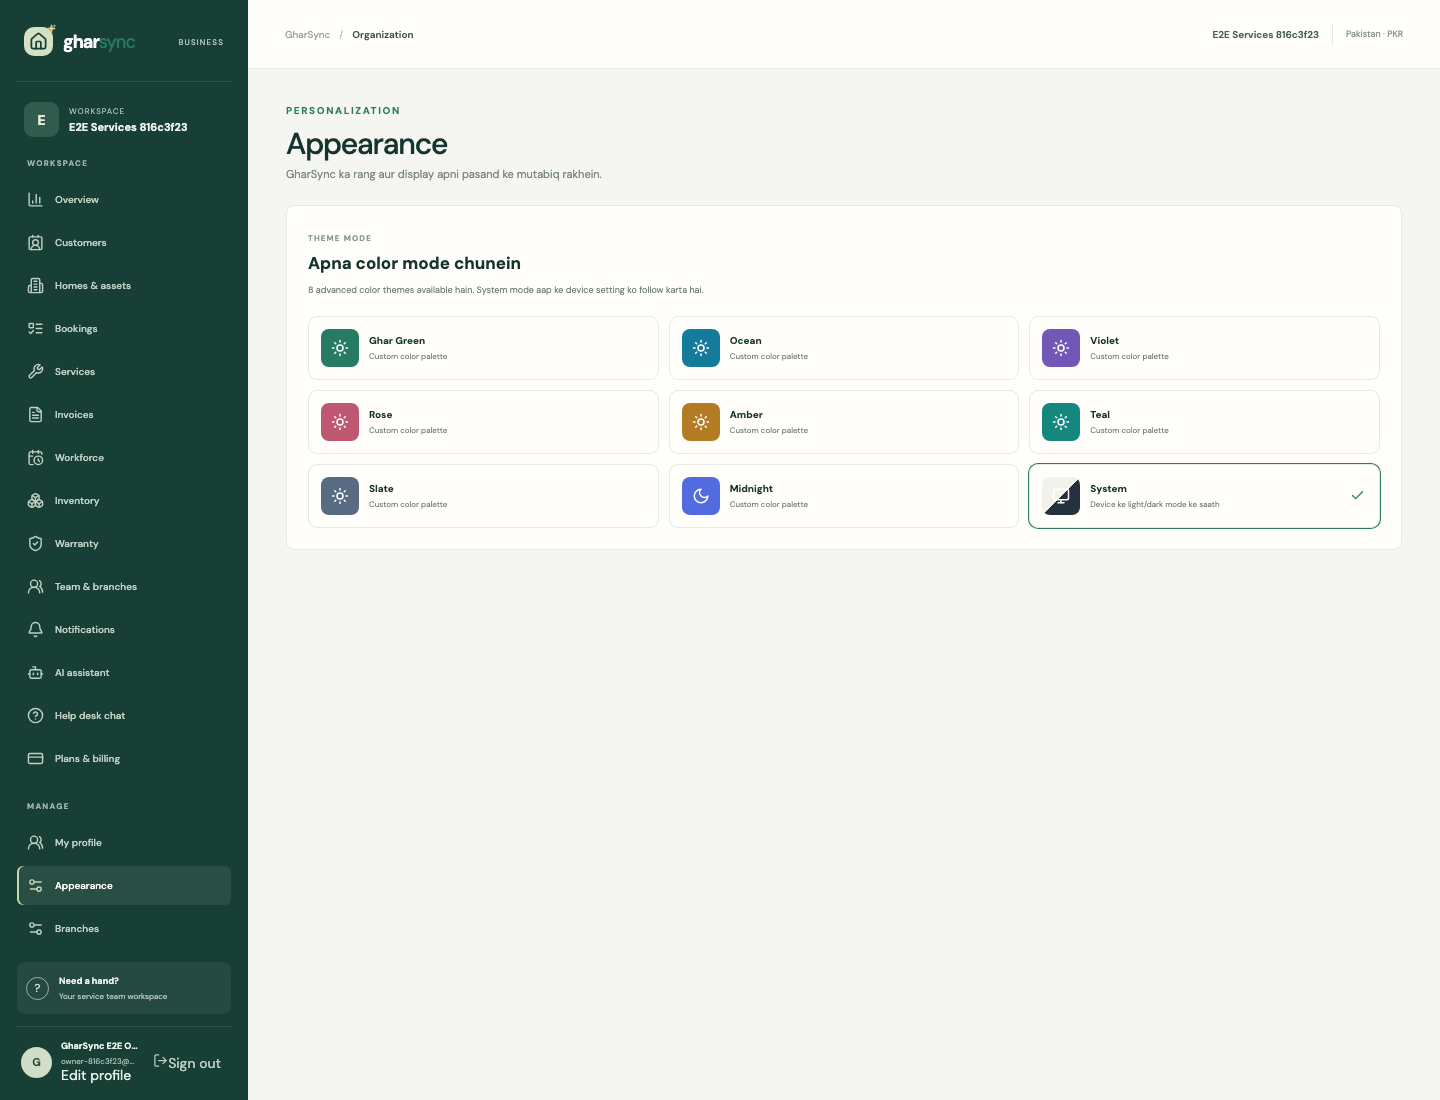 gharsync BUSINESS
E
WORKSPACE
E2E Services 816c3f23
WORKSPACE
Overview
Customers
Homes & assets
Bookings
Services
Invoices
Workforce
Inventory
Warranty
Team & branches
Notifications
AI assistant
Help desk chat
Plans & billing
MANAGE
My profile
Appearance
Branches
?
Need a hand?
Your service team workspace
G
GharSync E2E O...
owner-816c3f23@...
Edit profile
Sign out
GharSync / Organization
E2E Services 816c3f23
Pakistan · PKR
PERSONALIZATION
Appearance
GharSync ka rang aur display apni pasand ke mutabiq rakhein.
THEME MODE
Apna color mode chunein
8 advanced color themes available hain. System mode aap ke device setting ko follow karta hai.
Ghar Green
Custom color palette
Ocean
Custom color palette
Violet
Custom color palette
Rose
Custom color palette
Amber
Custom color palette
Teal
Custom color palette
Slate
Custom color palette
Midnight
Custom color palette
System
Device ke light/dark mode ke saath